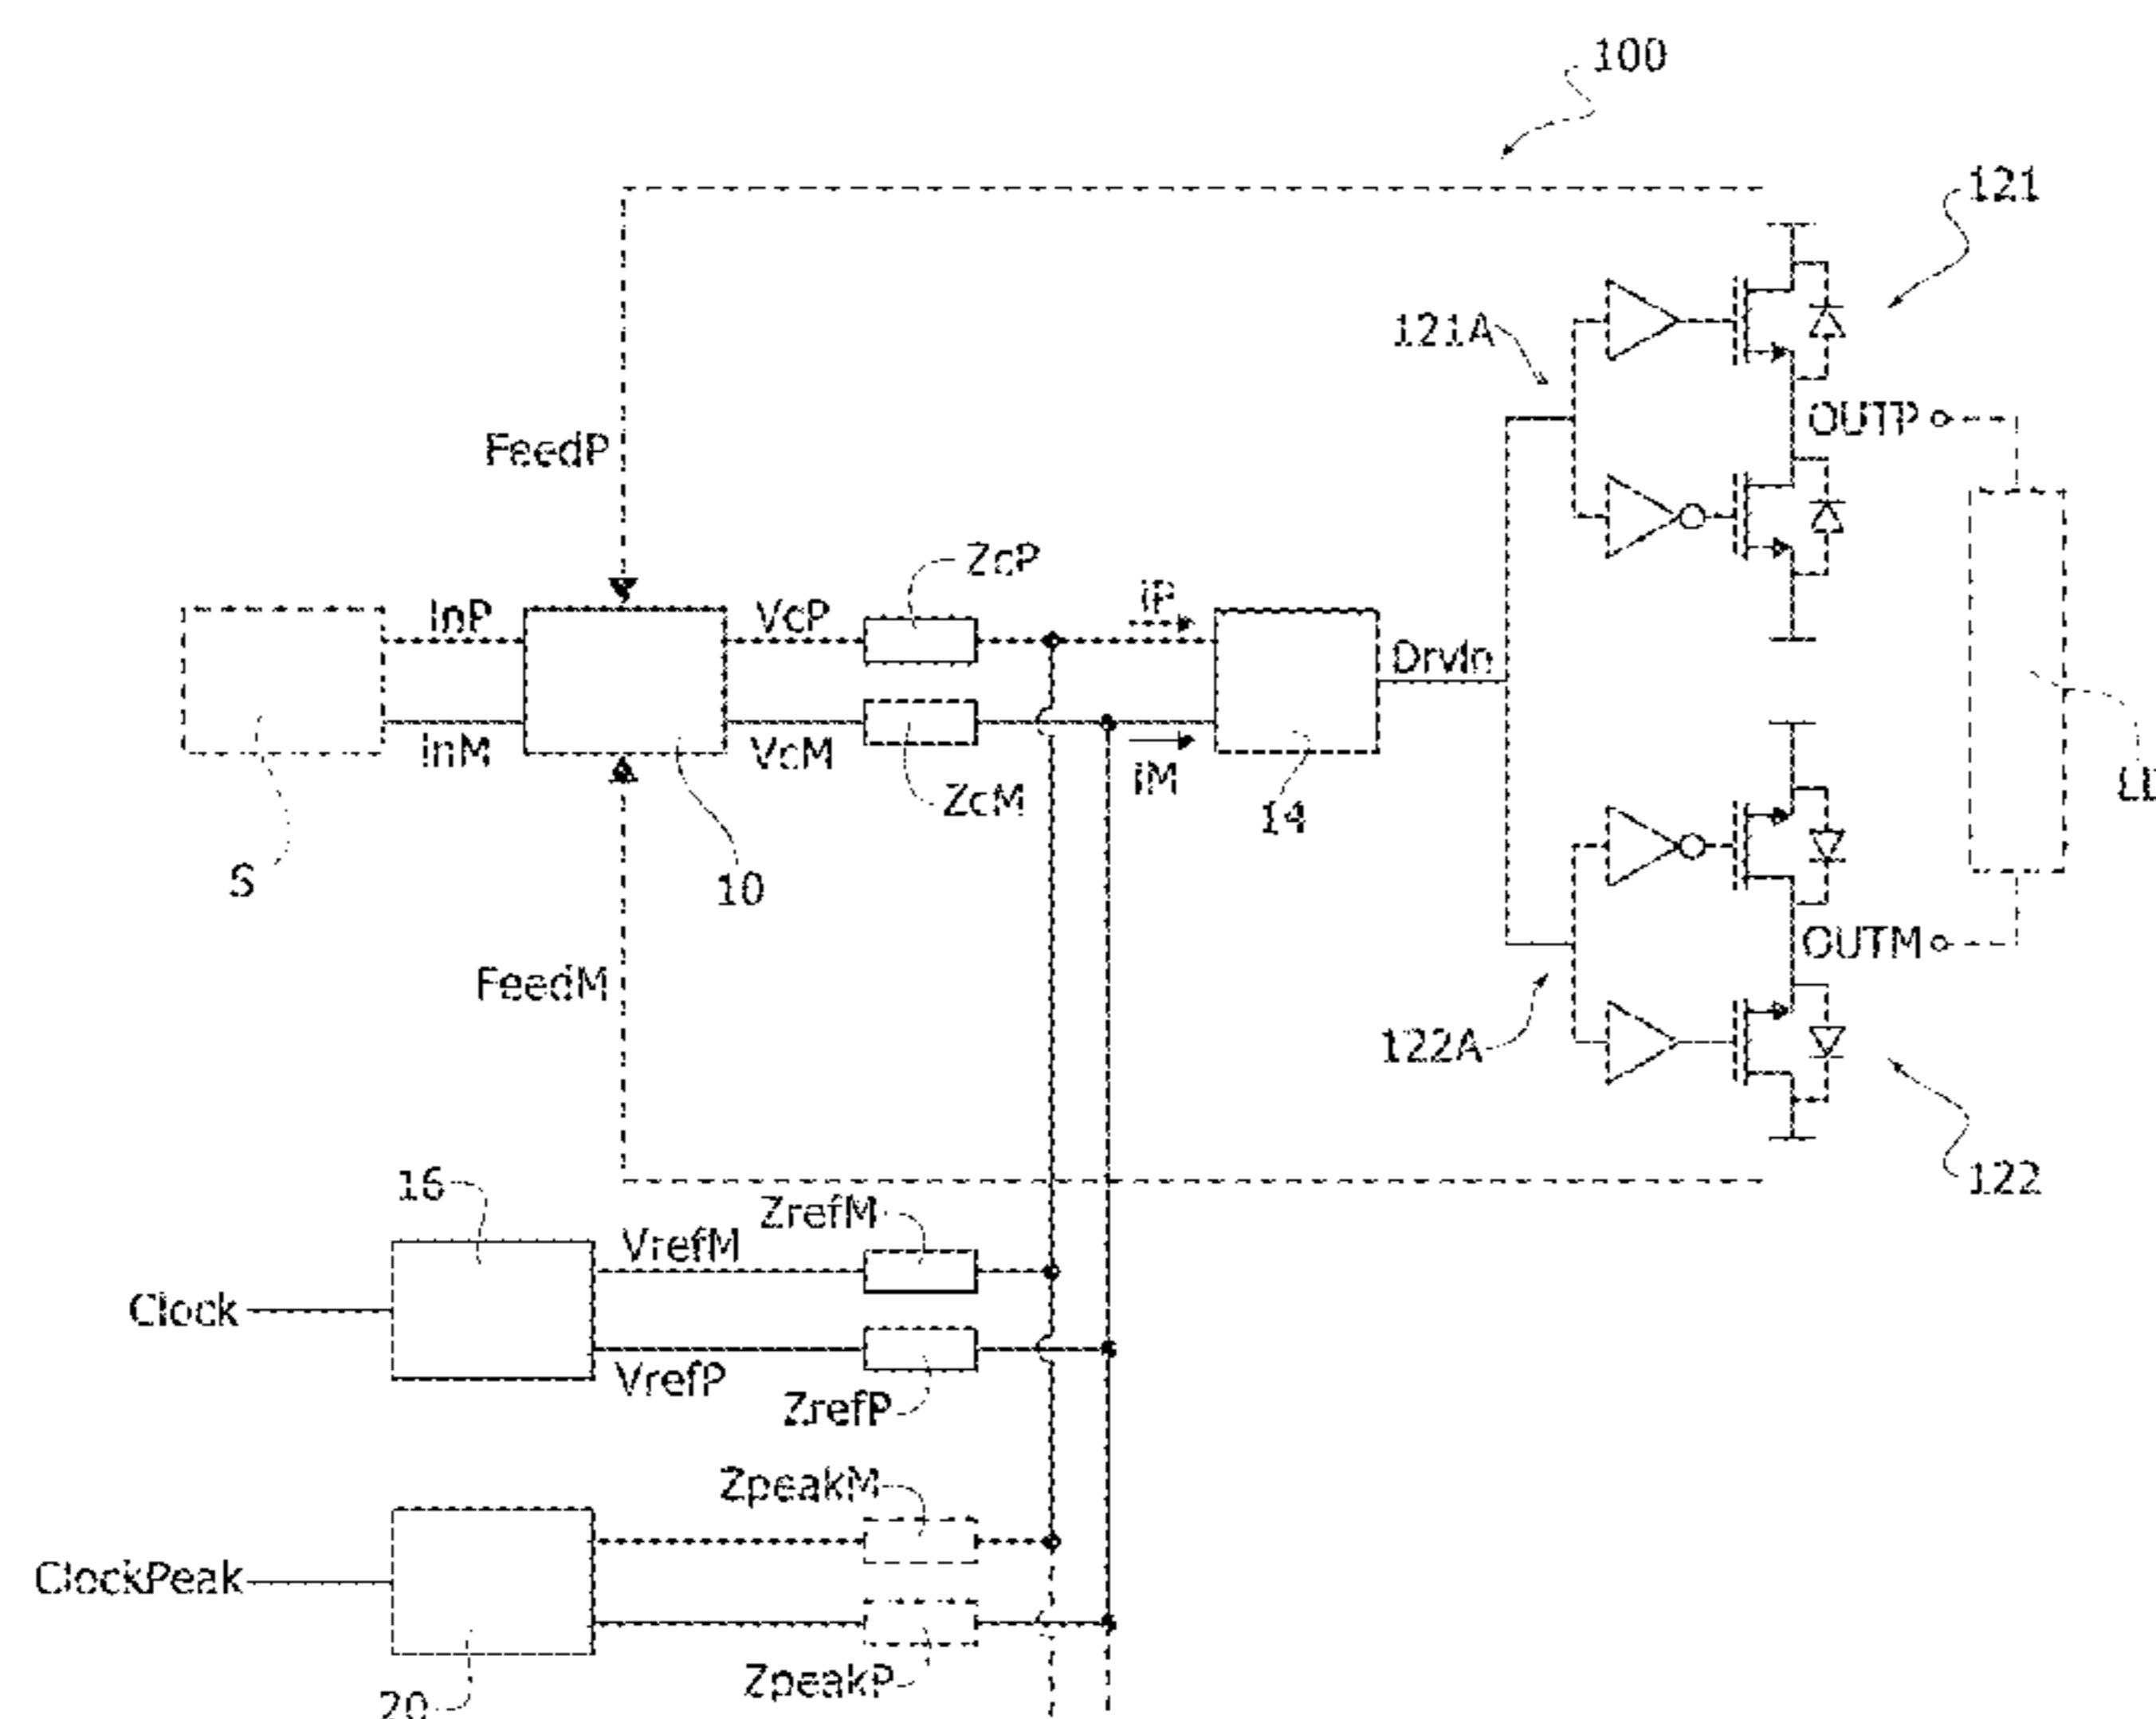 100
121
121A
OUTP
FeedP
ZcP
InP
VcP
iP
DrvIn
InM
VcM
iM
ZcM
14
S
10
OUTM
FeedM
122A
122
16
ZrefM
VrefM
Clock
VrefP
ZrefP
ZpeakM
ClockPeak
ZpeakP
20